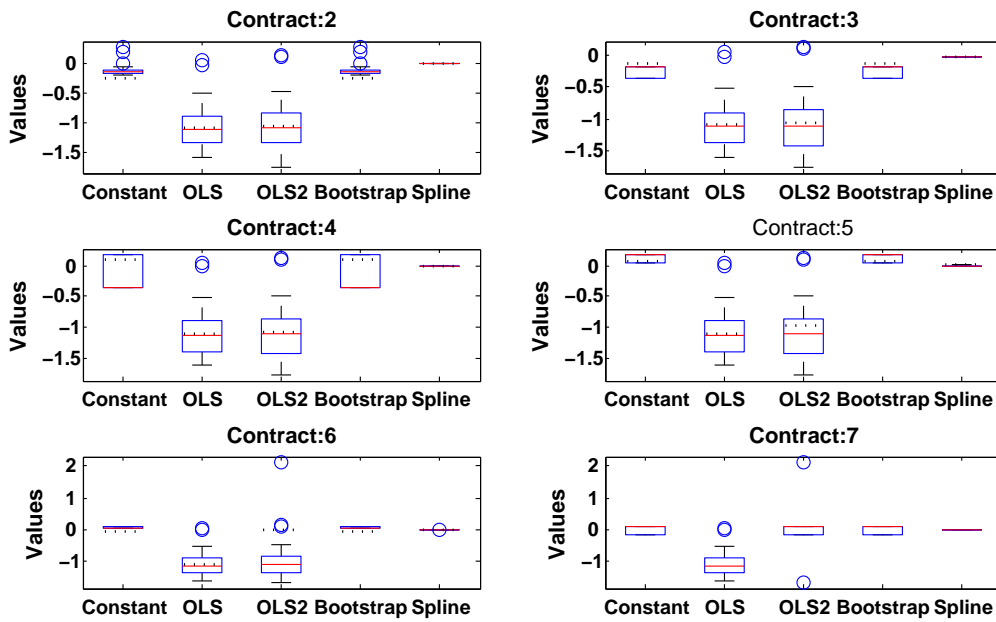 Contract:2
Values
0
−0.5
−1
−1.5
Constant OLS OLS2 Bootstrap Spline
Contract:3
Values
0
−0.5
−1
−1.5
Constant OLS OLS2 Bootstrap Spline
Contract:4
Values
0
−0.5
−1
−1.5
Constant OLS OLS2 Bootstrap Spline
Contract:5
Values
0
−0.5
−1
−1.5
Constant OLS OLS2 Bootstrap Spline
Contract:6
Values
2
1
0
−1
Constant OLS OLS2 Bootstrap Spline
Contract:7
Values
2
1
0
−1
Constant OLS OLS2 Bootstrap Spline